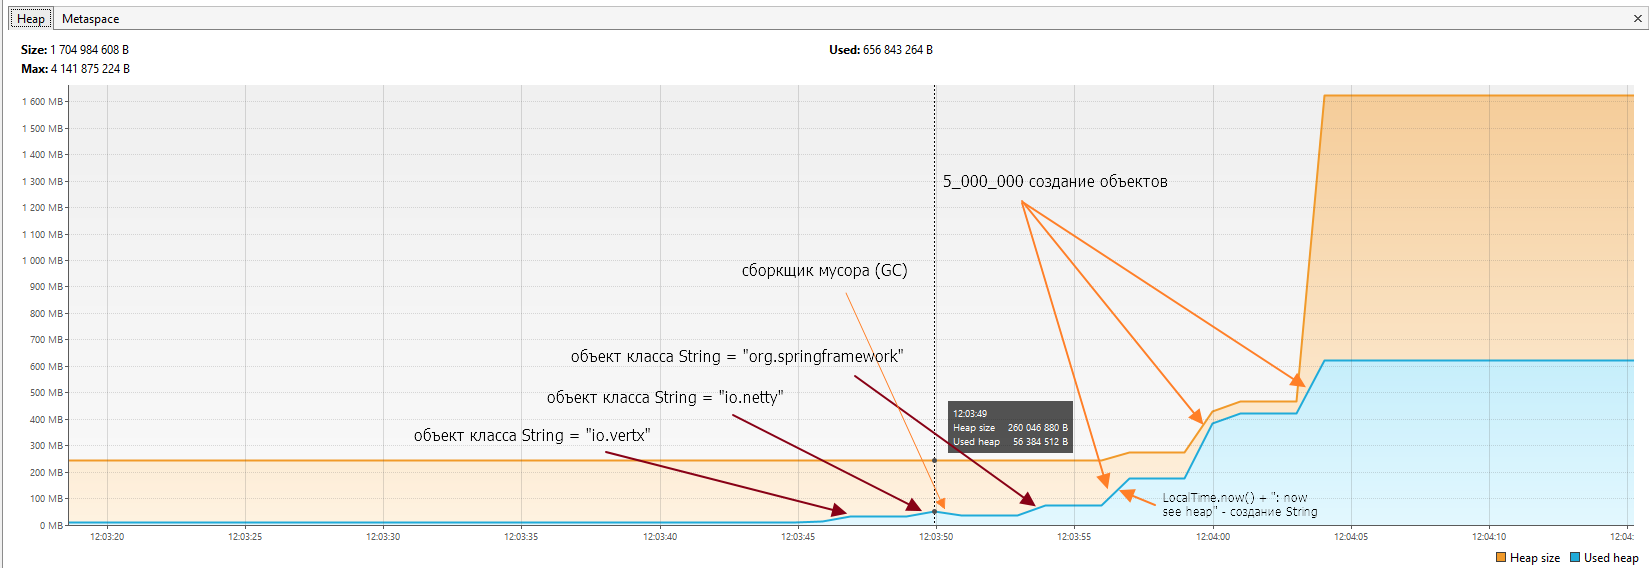 Heap Metaspace ×
Size: 1 704 984 608 B Used: 656 843 264 B
Max: 4 141 875 224 B
1 600 MB
1 500 MB
1 400 MB
1 300 MB
1 200 MB
1 100 MB
1 000 MB
900 MB
800 MB
700 MB
600 MB
500 MB
400 MB
300 MB
200 MB
100 MB
0 MB
5_000_000 создание объектов
сборкщик мусора (GC)
объект класса String = "org.springframework"
объект класса String = "io.netty"
объект класса String = "io.vertx"
12:03:49
Heap size 260 046 880 B
Used heap 56 384 512 B
LocalTime.now() + ": now
see heap" - создание String
12:03:20 12:03:25 12:03:30 12:03:35 12:03:40 12:03:45 12:03:50 12:03:55 12:04:00 12:04:05 12:04:10 12:04:
Heap size Used heap